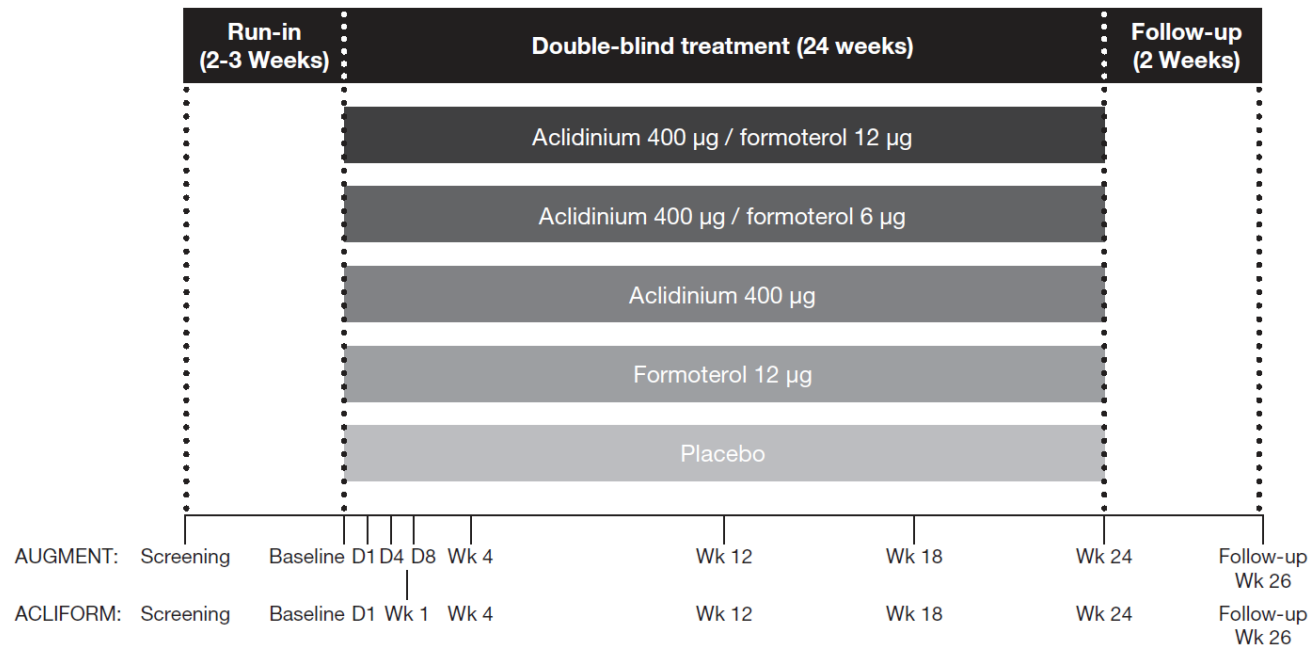 Run-in
(2-3 Weeks)
Double-blind treatment (24 weeks)
Follow-up
(2 Weeks)
Aclidinium 400 µg / formoterol 12 µg
Aclidinium 400 µg / formoterol 6 µg
Aclidinium 400 µg
Formoterol 12 µg
Placebo
AUGMENT: Screening Baseline D1 D4 D8 Wk 4 Wk 12 Wk 18 Wk 24 Follow-up
Wk 26
ACLIFORM: Screening Baseline D1 Wk 1 Wk 4 Wk 12 Wk 18 Wk 24 Follow-up
Wk 26